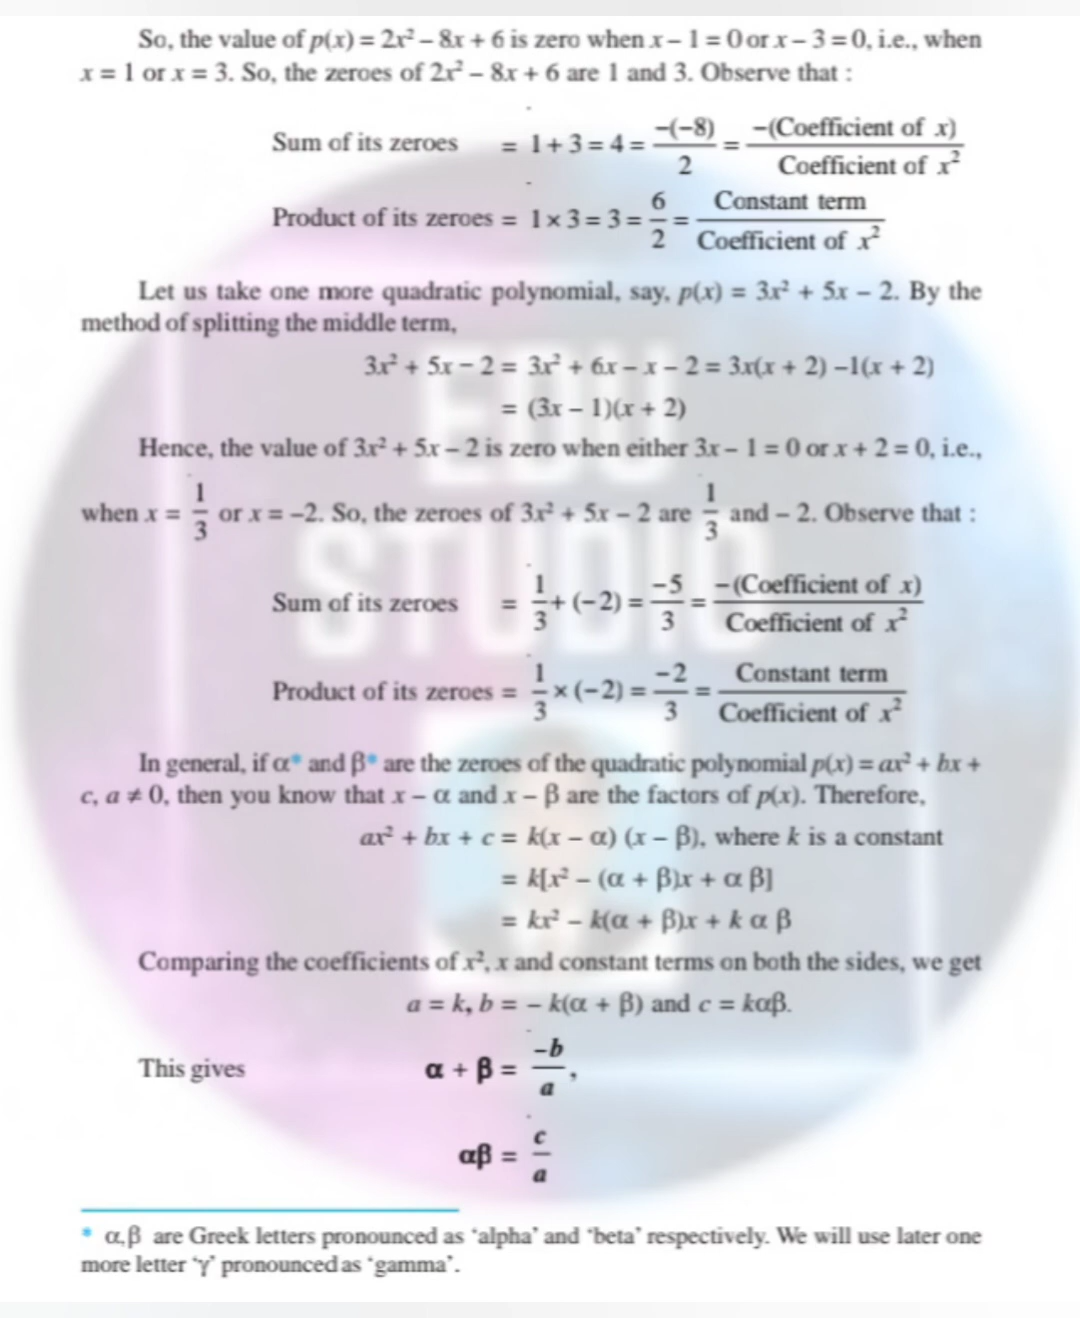 So, the value of p(x) = 2x² – 8x + 6 is zero when x – 1 = 0 or x – 3 = 0, i.e., when
x = 1 or x = 3. So, the zeroes of 2x² – 8x + 6 are 1 and 3. Observe that :
Sum of its zeroes = 1 + 3 = 4 = –(–8)/2 = –(Coefficient of x)/Coefficient of x²
Product of its zeroes = 1 × 3 = 3 = 6/2 = Constant term/Coefficient of x²
Let us take one more quadratic polynomial, say, p(x) = 3x² + 5x – 2. By the
method of splitting the middle term,
3x² + 5x – 2 = 3x² + 6x – x – 2 = 3x(x + 2) –1(x + 2)
= (3x – 1)(x + 2)
Hence, the value of 3x² + 5x – 2 is zero when either 3x – 1 = 0 or x + 2 = 0, i.e.,
when x = 1/3 or x = –2. So, the zeroes of 3x² + 5x – 2 are 1/3 and – 2. Observe that :
Sum of its zeroes = 1/3 + (–2) = –5/3 = –(Coefficient of x)/Coefficient of x²
Product of its zeroes = 1/3 × (–2) = –2/3 = Constant term/Coefficient of x²
In general, if α* and β* are the zeroes of the quadratic polynomial p(x) = ax² + bx +
c, a ≠ 0, then you know that x – α and x – β are the factors of p(x). Therefore,
ax² + bx + c = k(x – α) (x – β), where k is a constant
= k[x² – (α + β)x + α β]
= kx² – k(α + β)x + k α β
Comparing the coefficients of x², x and constant terms on both the sides, we get
a = k, b = – k(α + β) and c = kαβ.
This gives α + β = –b/a,
αβ = c/a
* α,β are Greek letters pronounced as 'alpha' and 'beta' respectively. We will use later one
more letter 'γ' pronounced as 'gamma'.
EDU
STUDIO